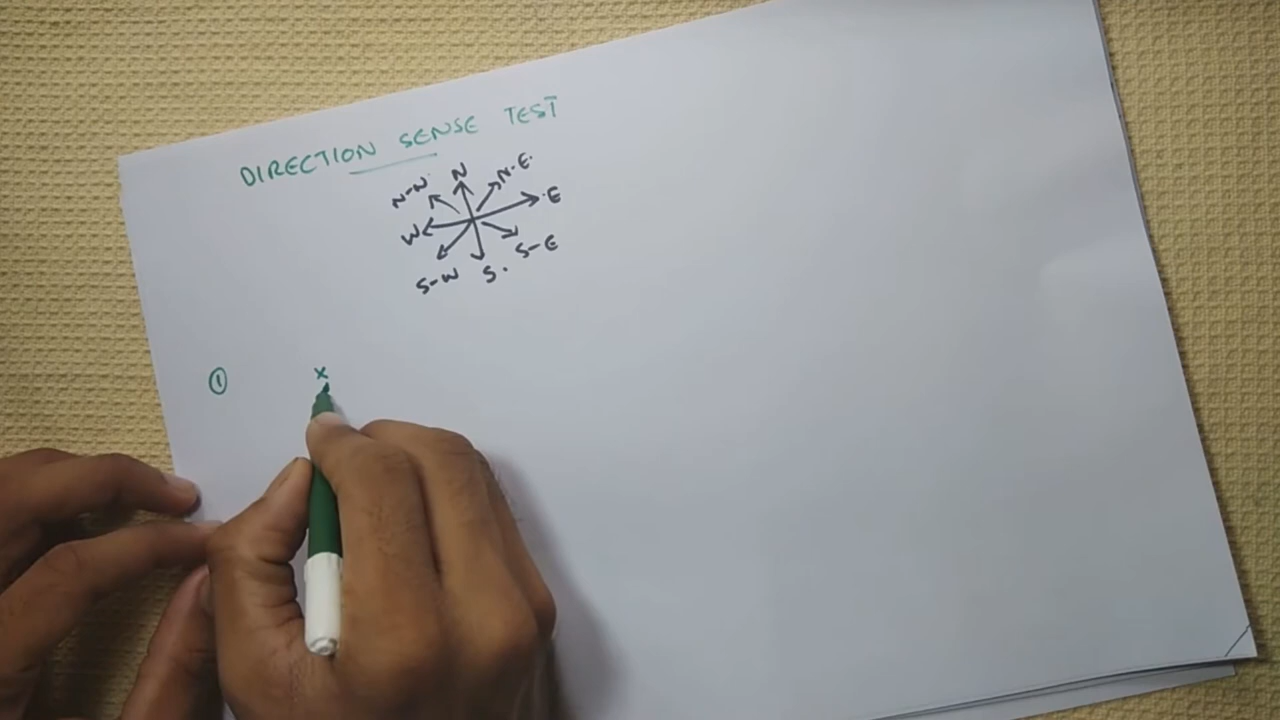 DIRECTION SENSE TEST
N-W N N-E.
W E
S-W S. S-E
① x